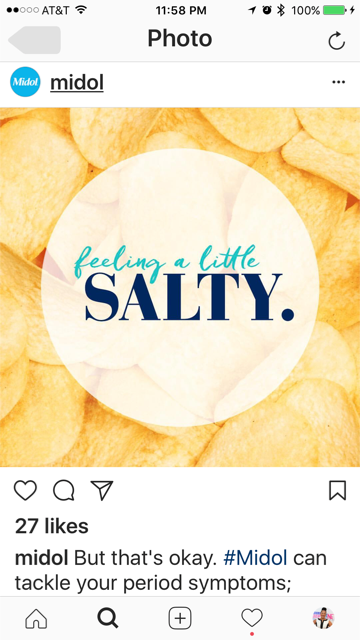 AT&T 11:58 PM 100%
Photo
Midol midol
feeling a little
SALTY.
27 likes
midol But that's okay. #Midol can
tackle your period symptoms;